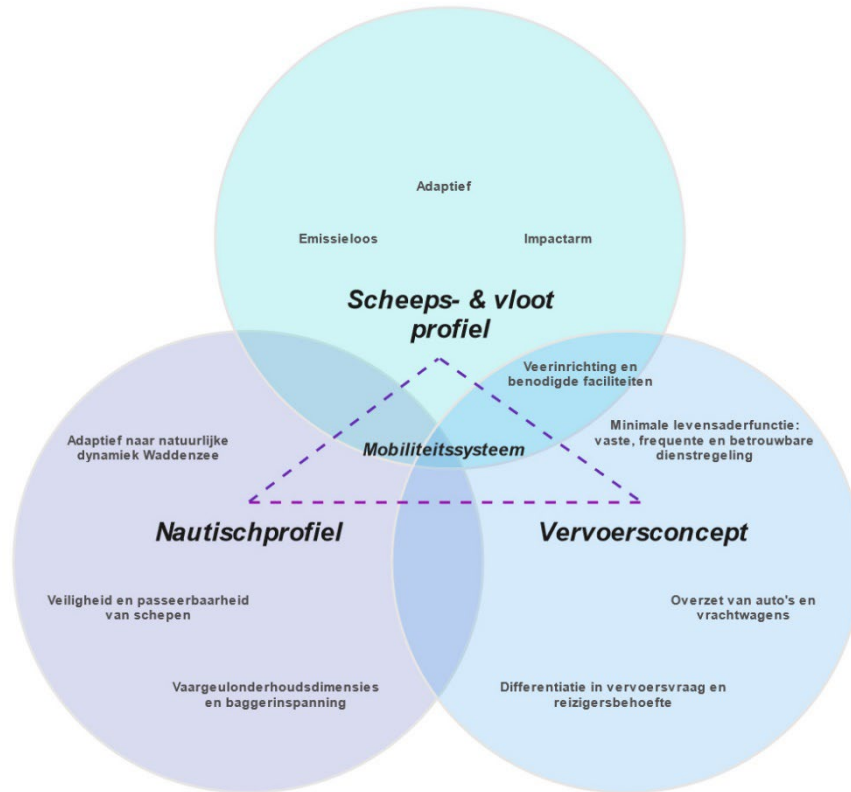 Adaptief
Emissieloos
Impactarm
Scheeps- & vloot
profiel
Veerinrichting en
benodigde faciliteiten
Minimale levensaderfunctie:
vaste, frequente en betrouwbare
dienstregeling
Adaptief naar natuurlijke
dynamiek Waddenzee
Mobiliteitssysteem
Nautischprofiel
Vervoersconcept
Veiligheid en passeerbaarheid
van schepen
Overzet van auto's en
vrachtwagens
Vaargeulonderhoudsdimensies
en baggerinspanning
Differentiatie in vervoersvraag en
reizigersbehoefte